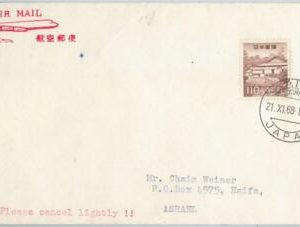 AIR MAIL
航空郵便
日本郵便
110
21.XI.68
JAPAN
Mr. Chaim Weiner
P.O.Box 4575, Haifa,
ASRAEL
Please cancel lightly !!